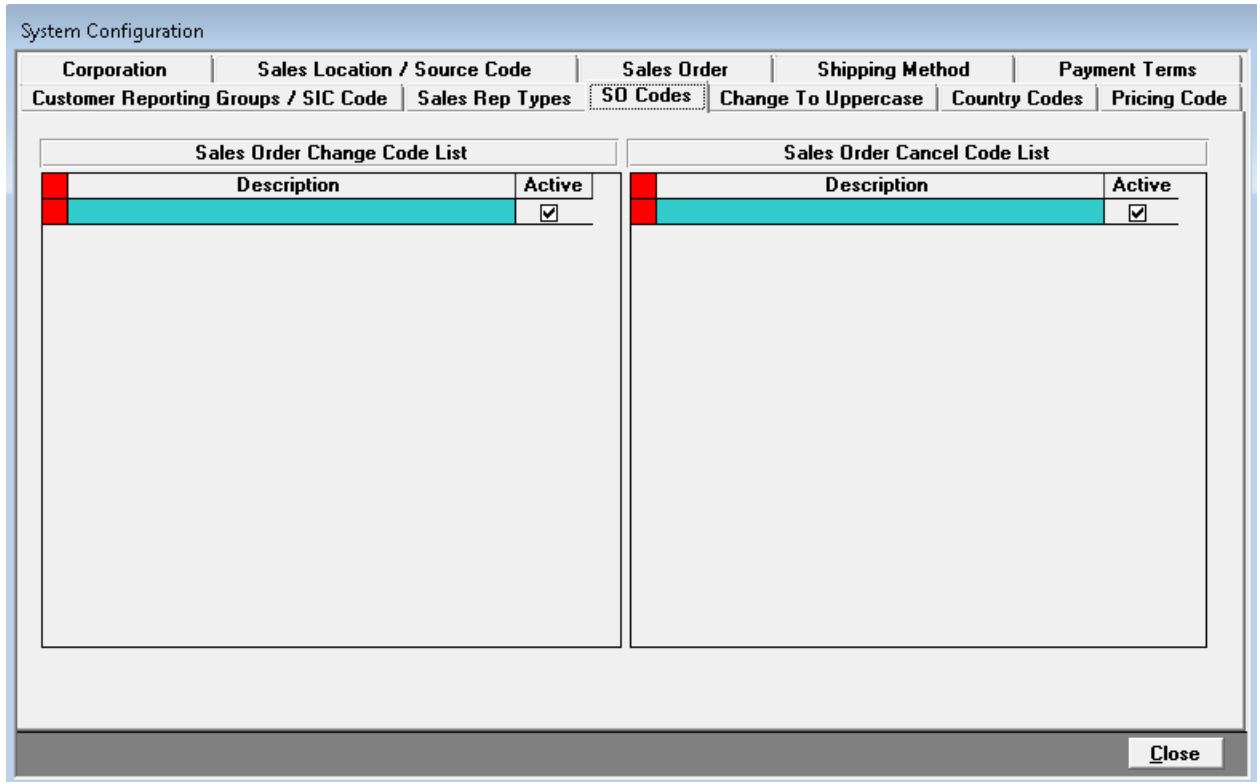 System Configuration
Corporation Sales Location / Source Code Sales Order Shipping Method Payment Terms
Customer Reporting Groups / SIC Code Sales Rep Types SO Codes Change To Uppercase Country Codes Pricing Code
Sales Order Change Code List Sales Order Cancel Code List
Description Active Description Active
Close